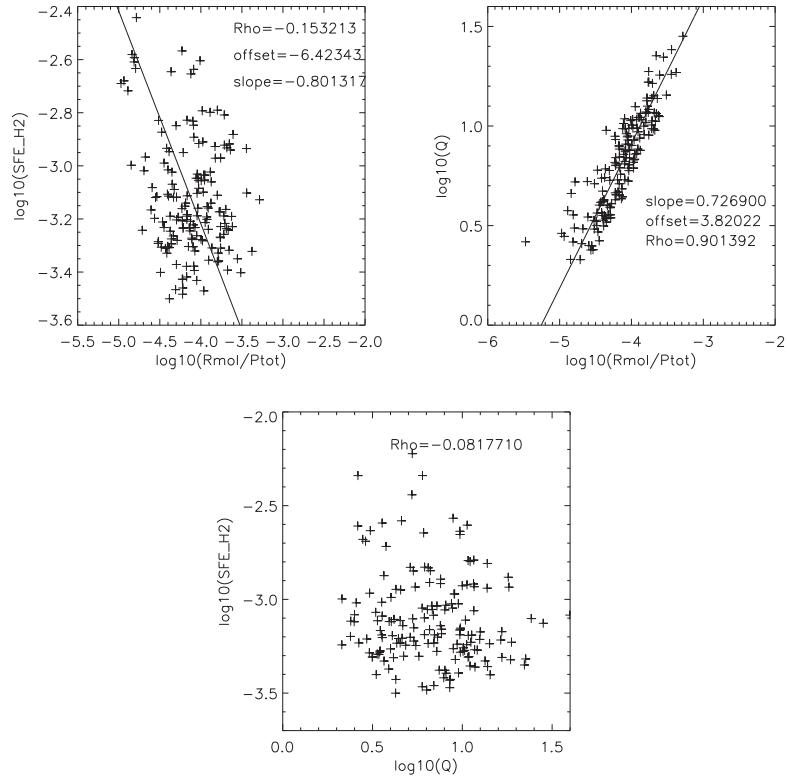 Rho=−0.153213
offset=−6.42343
slope=−0.801317
−2.4
−2.6
−2.8
−3.0
−3.2
−3.4
−3.6
log10(SFE_H2)
−5.5 −5.0 −4.5 −4.0 −3.5 −3.0 −2.5 −2.0
log10(Rmol/Ptot)
1.5
1.0
0.5
0.0
log10(Q)
slope=0.726900
offset=3.82022
Rho=0.901392
−6 −5 −4 −3 −2
log10(Rmol/Ptot)
Rho=−0.0817710
−2.0
−2.5
−3.0
−3.5
log10(SFE_H2)
0.0 0.5 1.0 1.5
log10(Q)